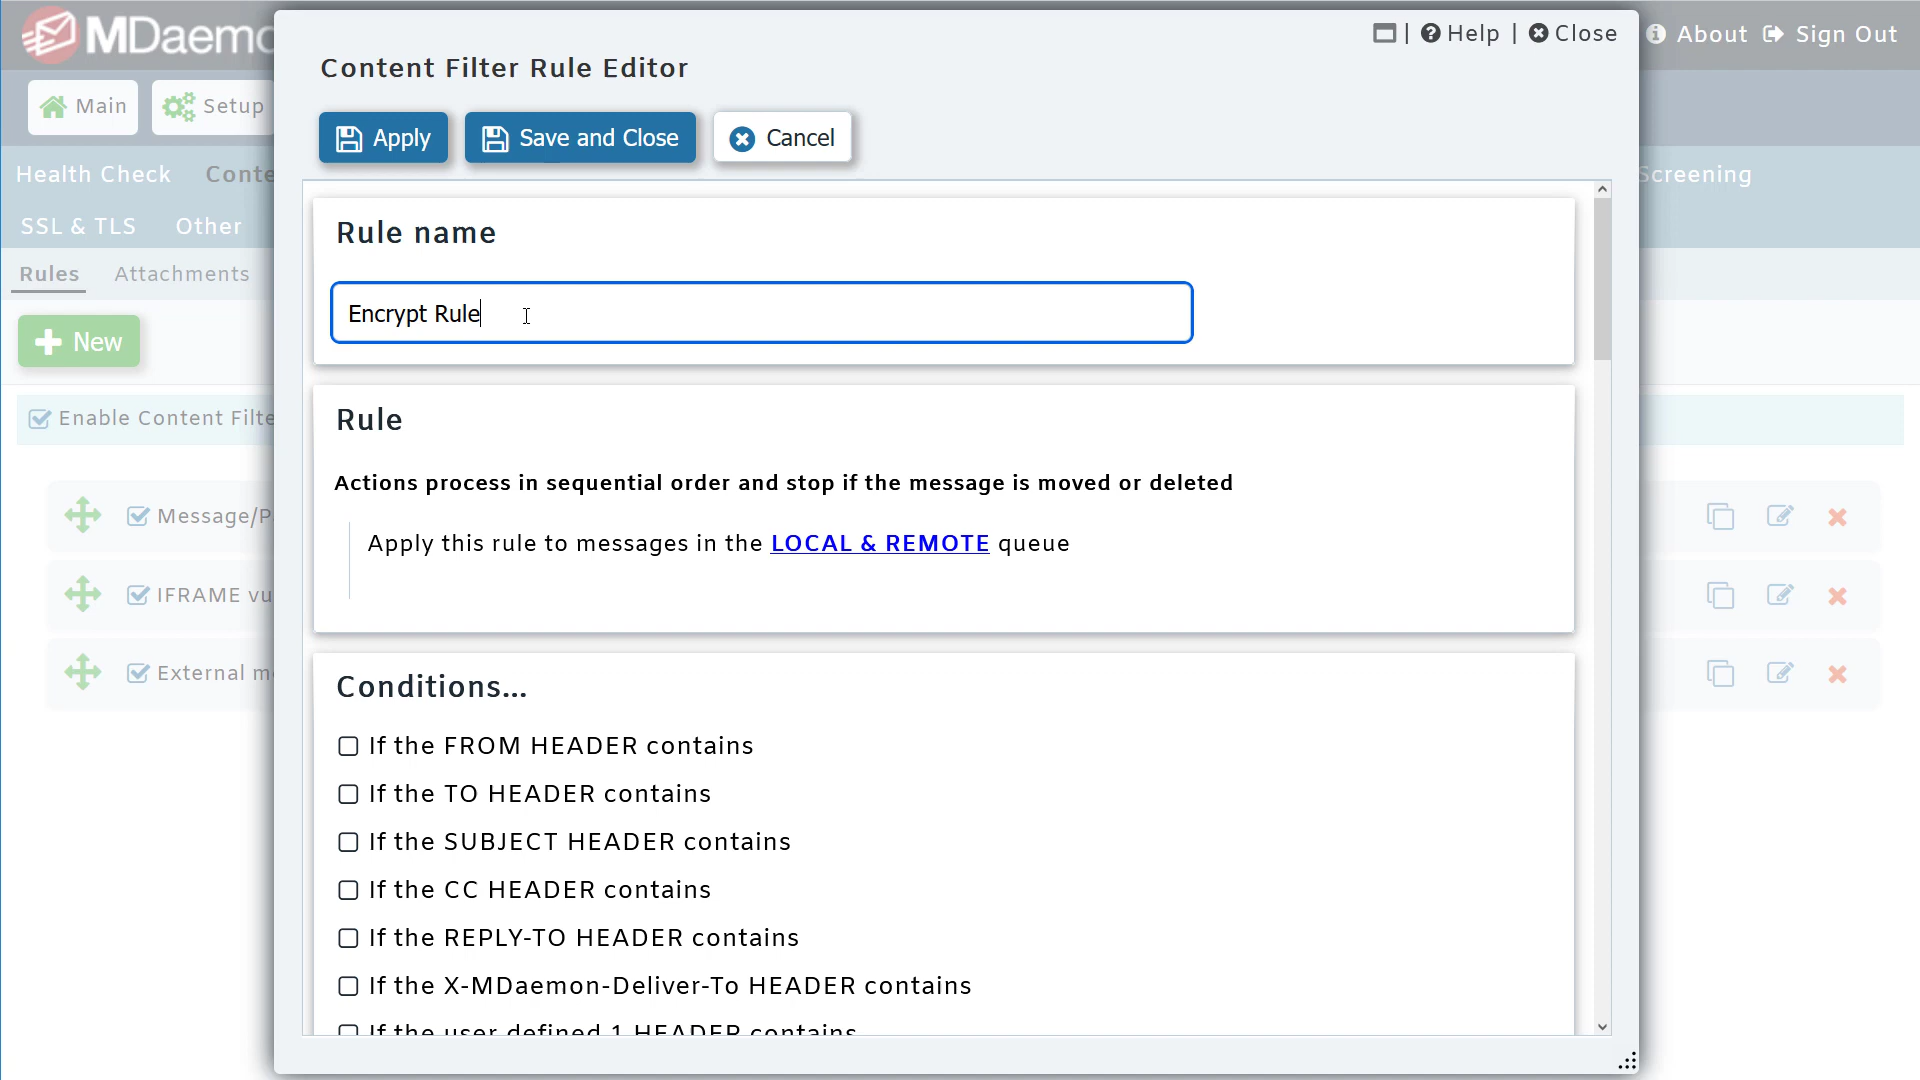 MDaemo
Help | Close
About Sign Out
Content Filter Rule Editor
Main Setup
Apply Save and Close Cancel
Health Check Conte Screening
SSL & TLS Other
Rule name
Rules Attachments
Encrypt Rule
New
Enable Content Filte
Rule
Actions process in sequential order and stop if the message is moved or deleted
Message/P
Apply this rule to messages in the LOCAL & REMOTE queue
IFRAME vu
External m
Conditions...
If the FROM HEADER contains
If the TO HEADER contains
If the SUBJECT HEADER contains
If the CC HEADER contains
If the REPLY-TO HEADER contains
If the X-MDaemon-Deliver-To HEADER contains
If the user defined 1 HEADER contains